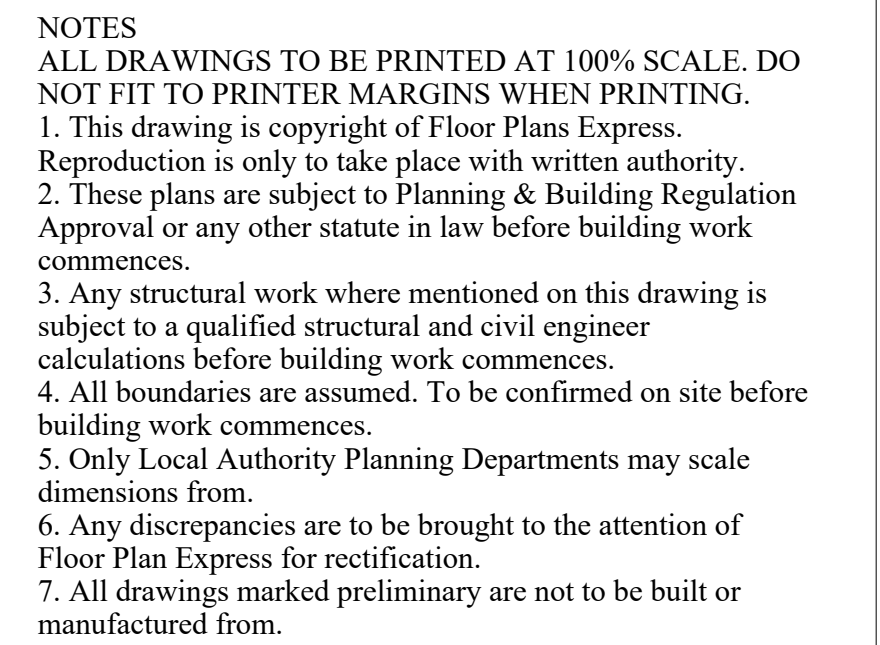 NOTES
ALL DRAWINGS TO BE PRINTED AT 100% SCALE. DO
NOT FIT TO PRINTER MARGINS WHEN PRINTING.
1. This drawing is copyright of Floor Plans Express.
Reproduction is only to take place with written authority.
2. These plans are subject to Planning & Building Regulation
Approval or any other statute in law before building work
commences.
3. Any structural work where mentioned on this drawing is
subject to a qualified structural and civil engineer
calculations before building work commences.
4. All boundaries are assumed. To be confirmed on site before
building work commences.
5. Only Local Authority Planning Departments may scale
dimensions from.
6. Any discrepancies are to be brought to the attention of
Floor Plan Express for rectification.
7. All drawings marked preliminary are not to be built or
manufactured from.